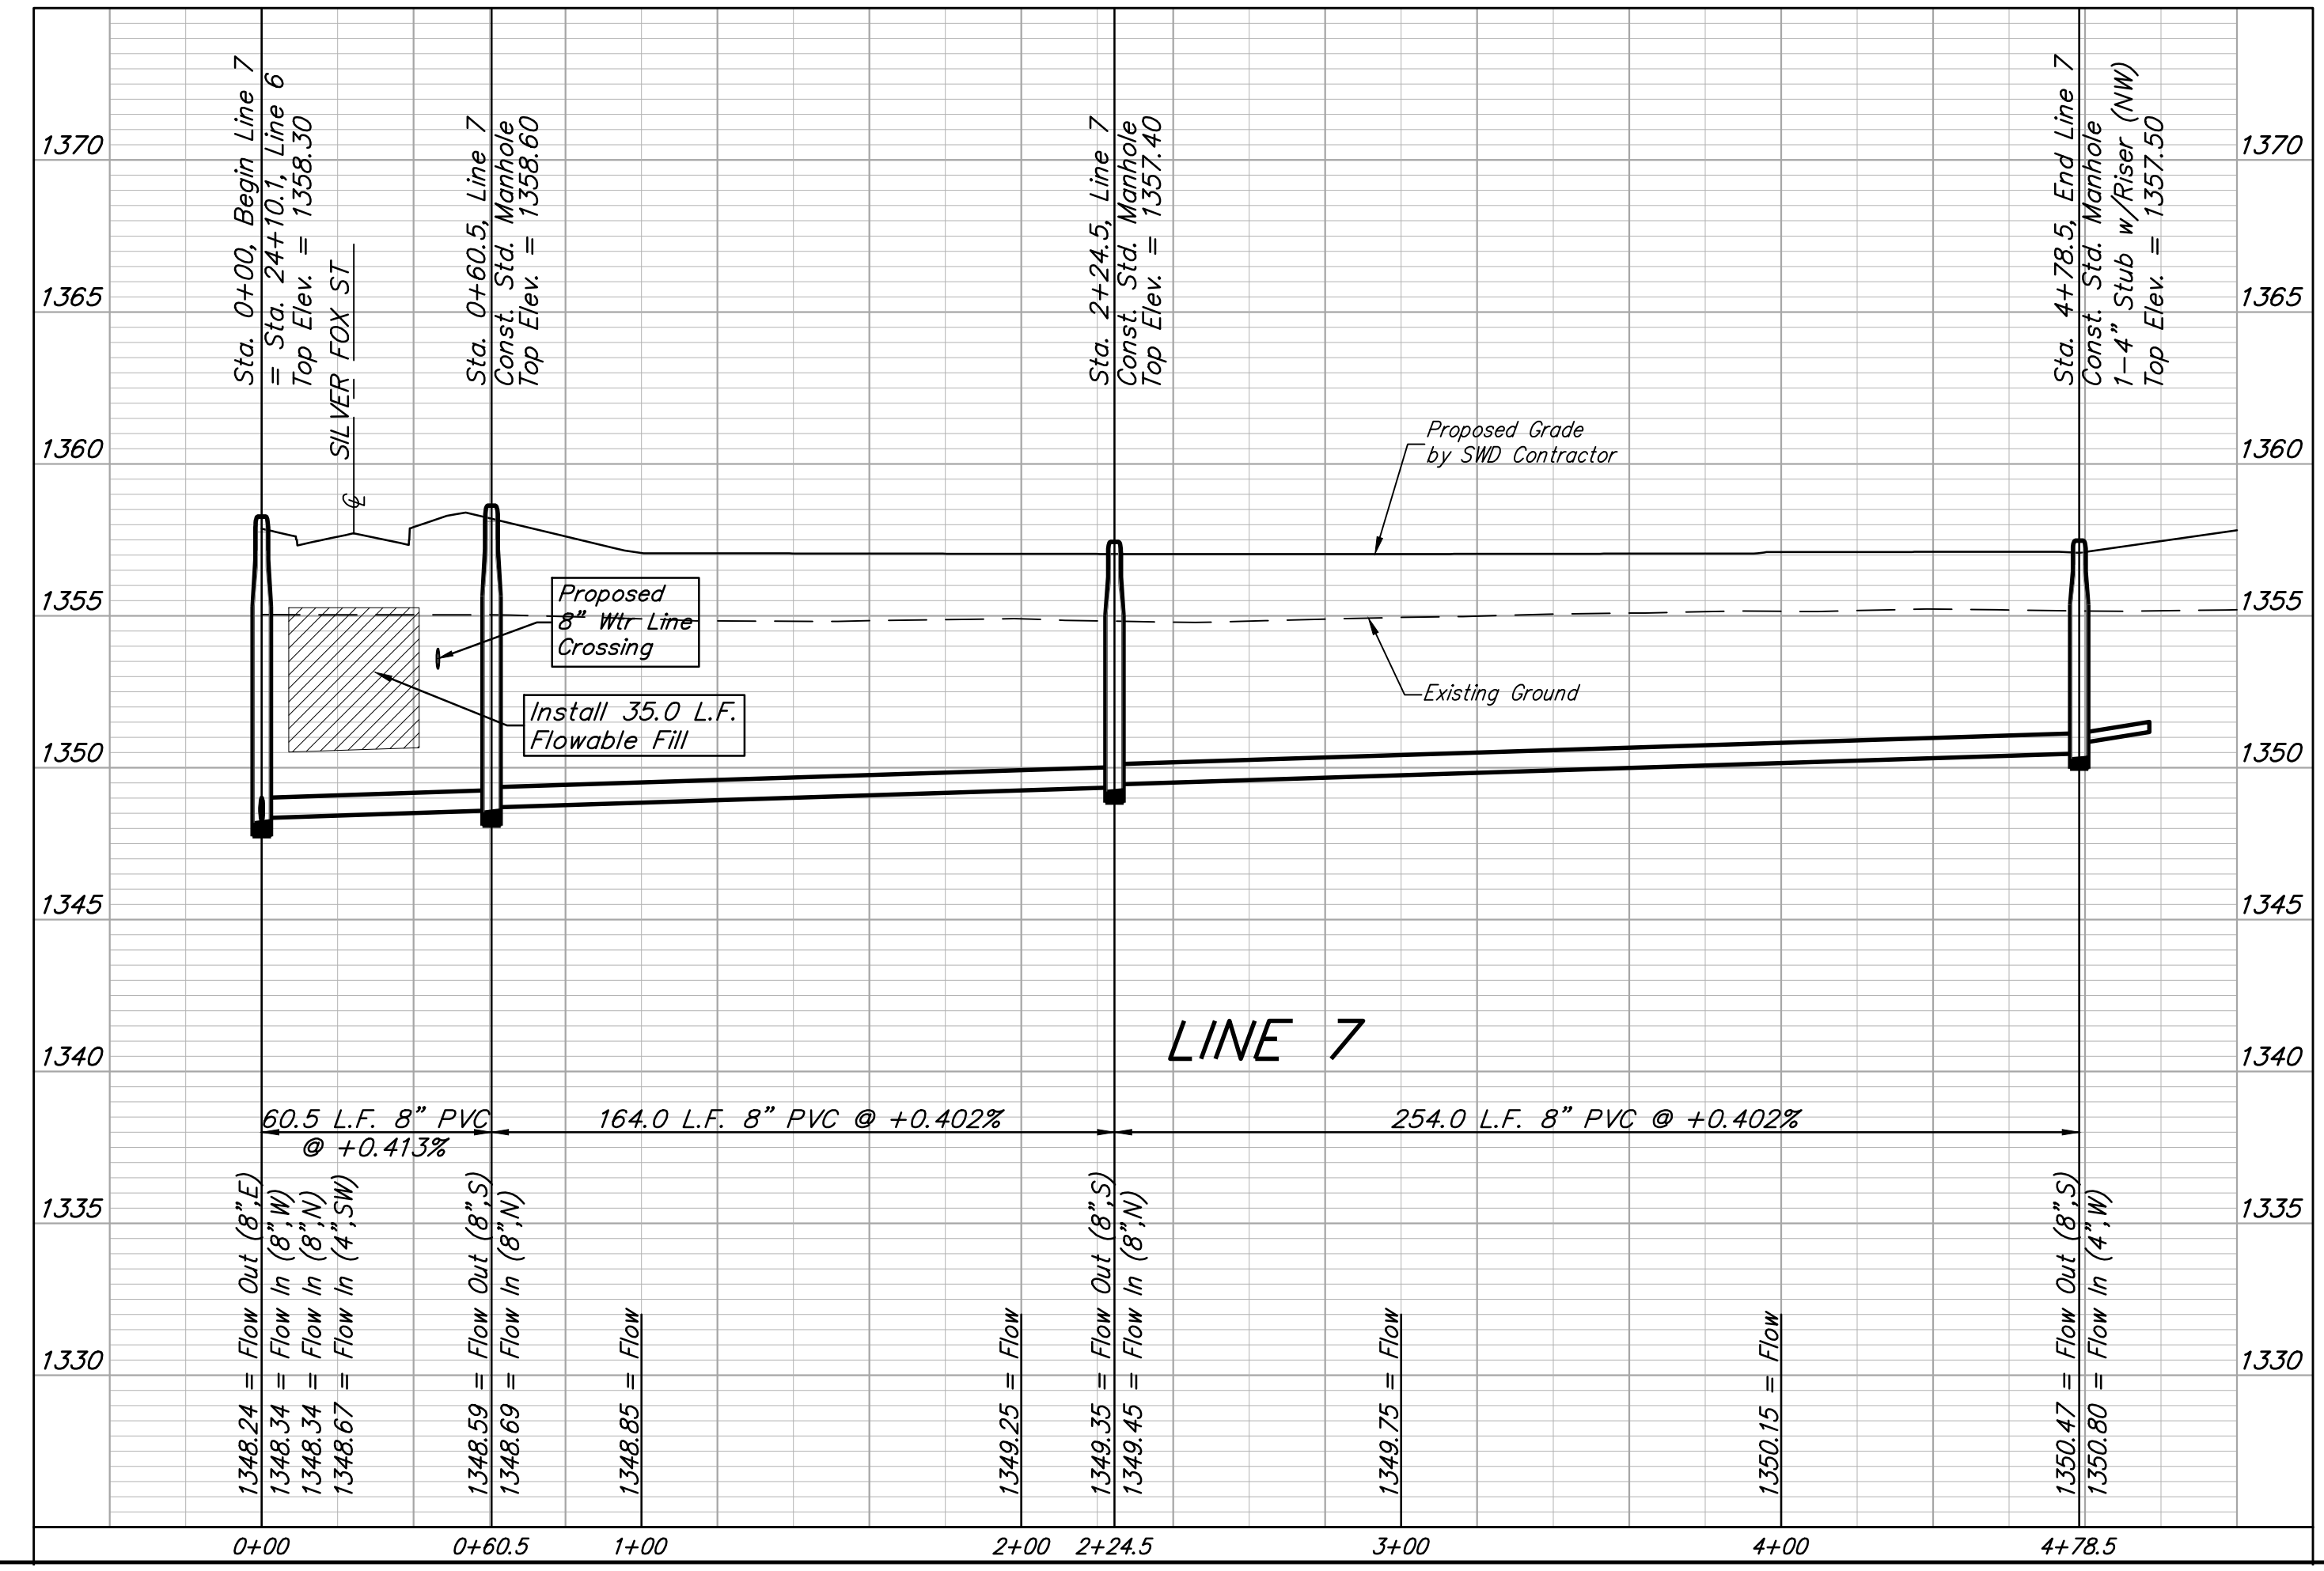 Sta. 0+00, Begin Line 7
= Sta. 24+10.1, Line 6
Top Elev. = 1358.30
SILVER FOX ST
℄
Sta. 0+60.5, Line 7
Const. Std. Manhole
Top Elev. = 1358.60
Sta. 2+24.5, Line 7
Const. Std. Manhole
Top Elev. = 1357.40
Sta. 4+78.5, End Line 7
Const. Std. Manhole
1-4" Stub w/Riser (NW)
Top Elev. = 1357.50
1370
1370
1365
1365
1360
1360
Proposed Grade
by SWD Contractor
1355
1355
Proposed
8" Wtr Line
Crossing
Existing Ground
Install 35.0 L.F.
Flowable Fill
1350
1350
1345
1345
LINE 7
1340
1340
60.5 L.F. 8" PVC
@ +0.413%
164.0 L.F. 8" PVC @ +0.402%
254.0 L.F. 8" PVC @ +0.402%
1335
1335
1330
1330
1348.24 = Flow Out (8",E)
1348.34 = Flow In (8",W)
1348.34 = Flow In (8",N)
1348.67 = Flow In (4",SW)
1348.59 = Flow Out (8",S)
1348.69 = Flow In (8",N)
1348.85 = Flow
1349.25 = Flow
1349.35 = Flow Out (8",S)
1349.45 = Flow In (8",N)
1349.75 = Flow
1350.15 = Flow
1350.47 = Flow Out (8",S)
1350.80 = Flow In (4",W)
0+00
0+60.5
1+00
2+00
2+24.5
3+00
4+00
4+78.5